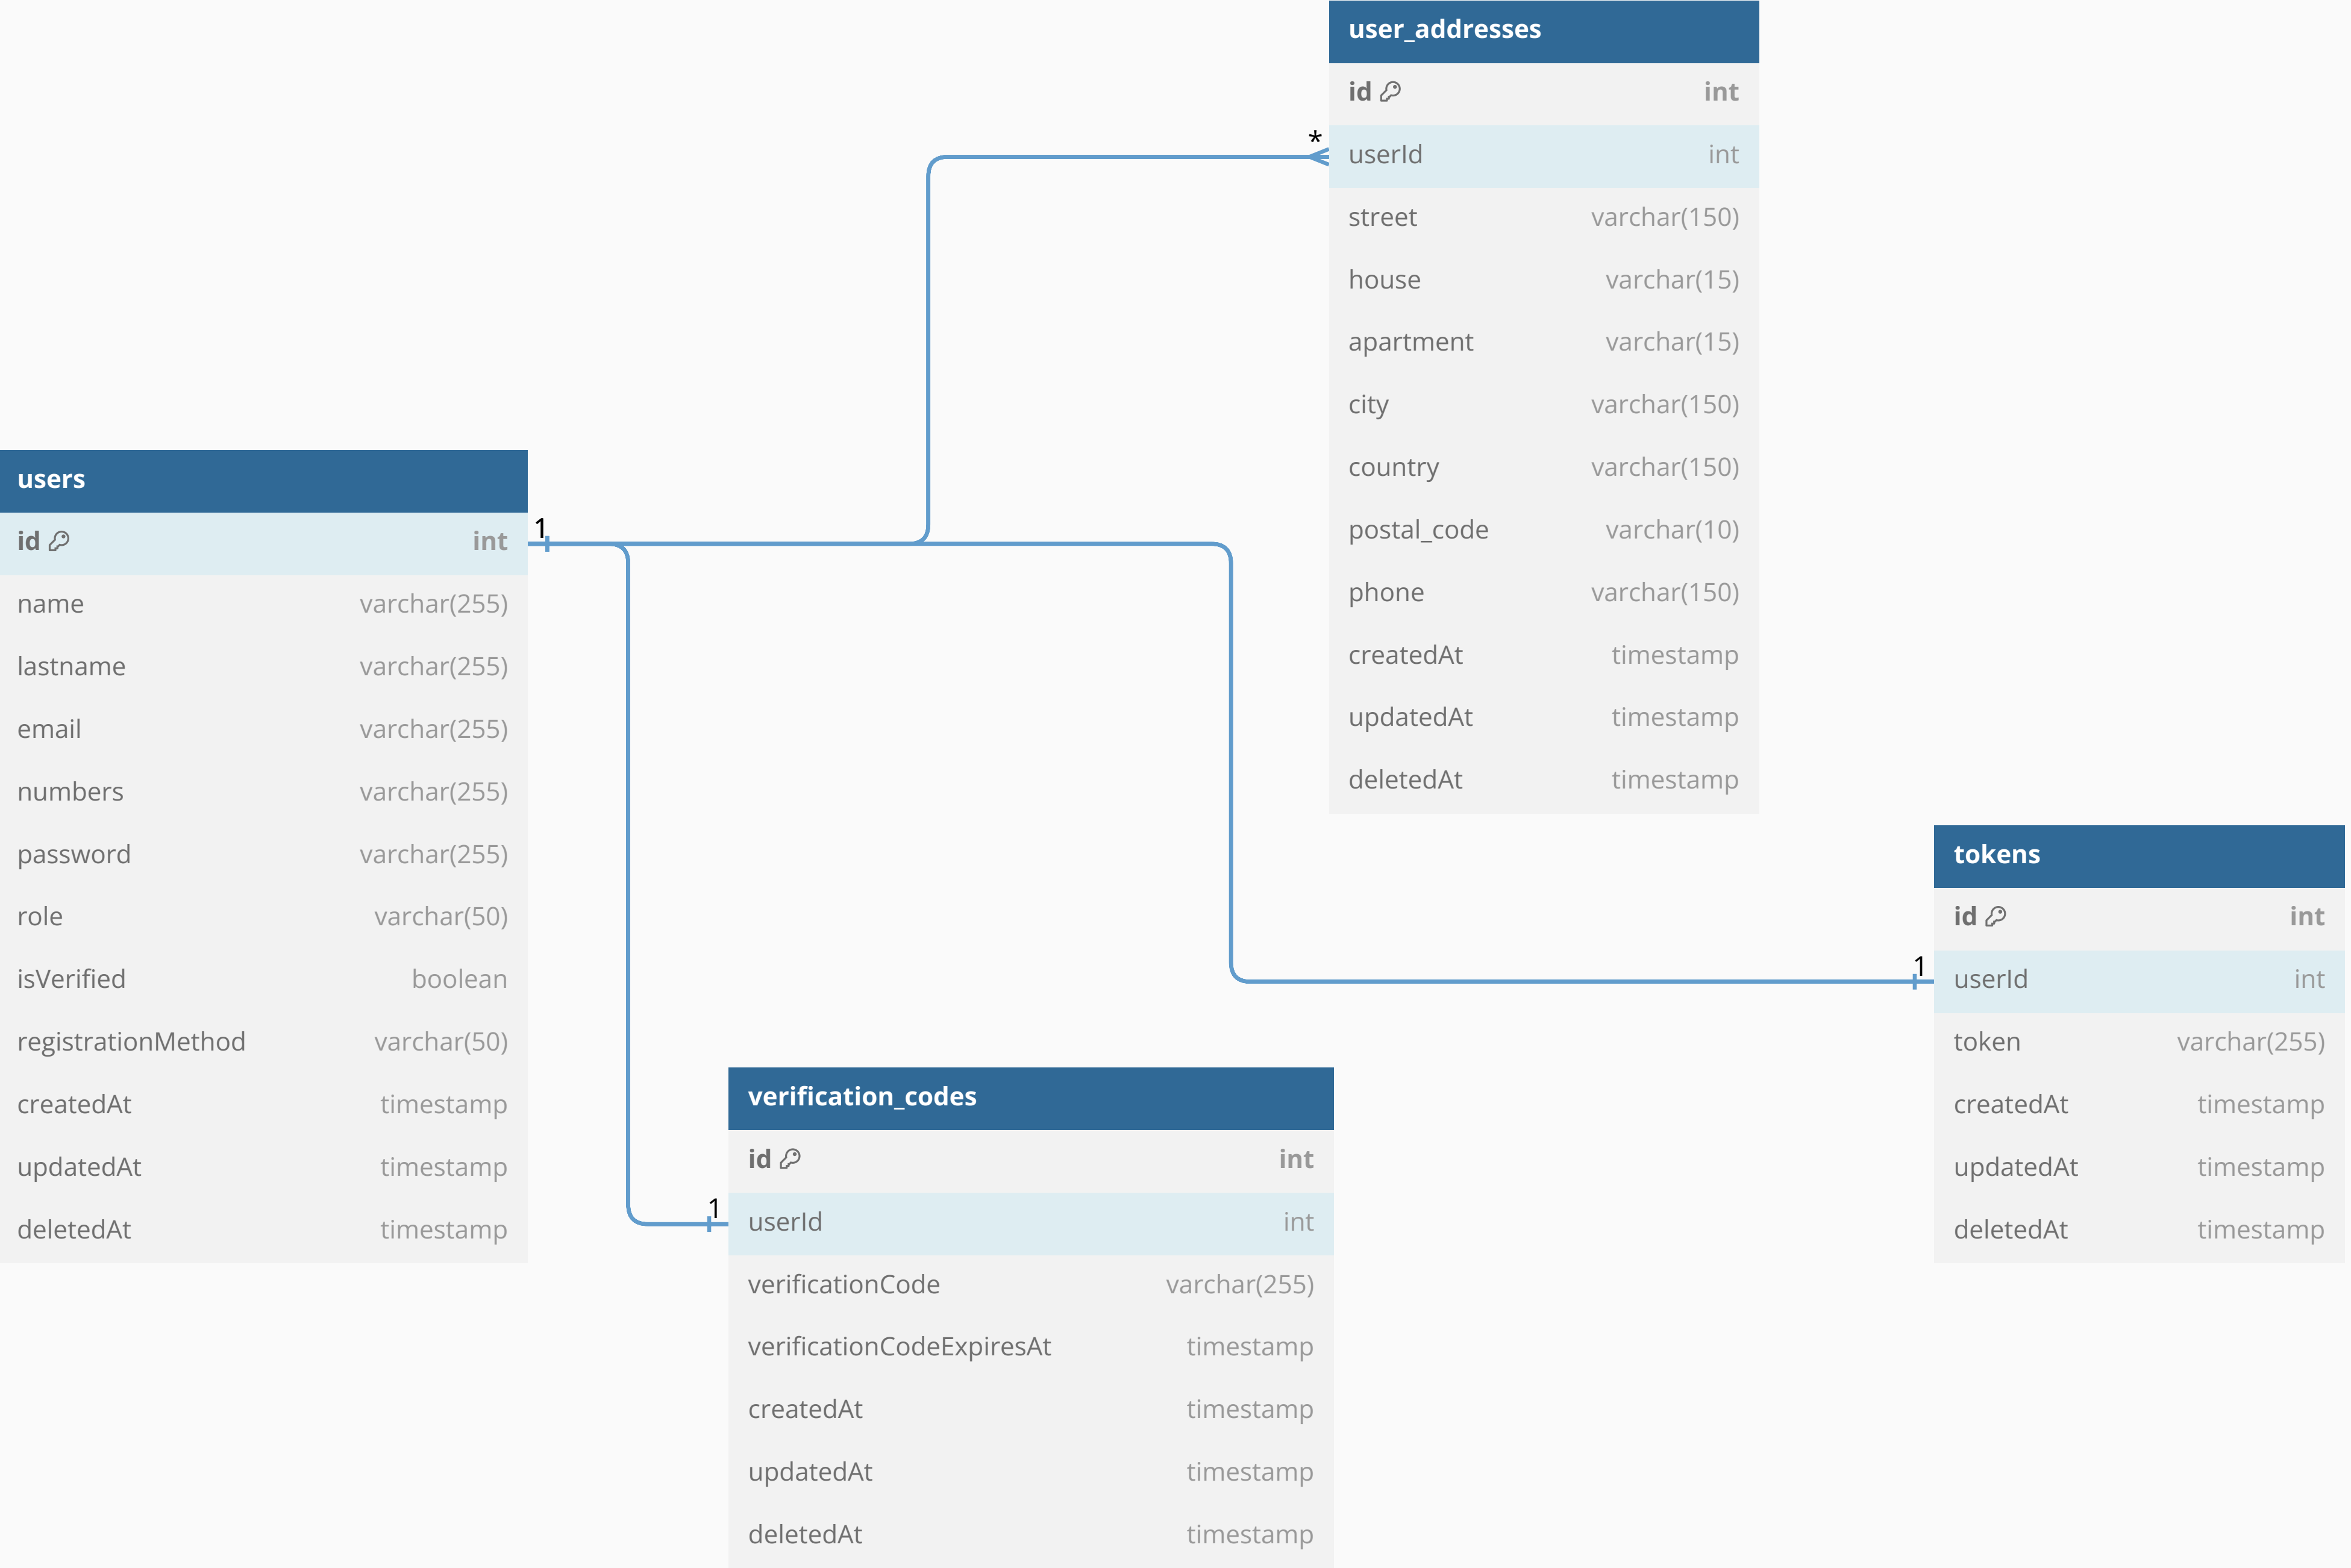 user_addresses
id int
* userId int
street varchar(150)
house varchar(15)
apartment varchar(15)
city varchar(150)
country varchar(150)
postal_code varchar(10)
phone varchar(150)
createdAt timestamp
updatedAt timestamp
deletedAt timestamp
users
id int 1
name varchar(255)
lastname varchar(255)
email varchar(255)
numbers varchar(255)
password varchar(255)
role varchar(50)
isVerified boolean
registrationMethod varchar(50)
createdAt timestamp
updatedAt timestamp
deletedAt timestamp
tokens
id int
1 userId int
token varchar(255)
createdAt timestamp
updatedAt timestamp
deletedAt timestamp
verification_codes
id int
1 userId int
verificationCode varchar(255)
verificationCodeExpiresAt timestamp
createdAt timestamp
updatedAt timestamp
deletedAt timestamp